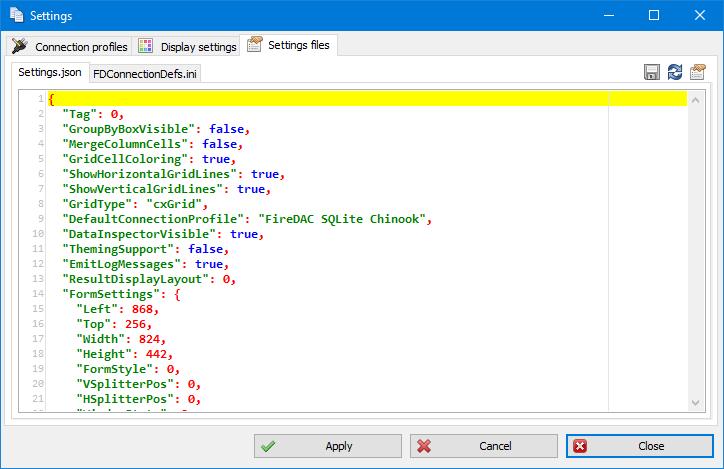 Settings
Connection profiles Display settings Settings files
Settings.json FDConnectionDefs.ini
1 {
2 "Tag": 0,
3 "GroupByBoxVisible": false,
4 "MergeColumnCells": false,
5 "GridCellColoring": true,
6 "ShowHorizontalGridLines": true,
7 "ShowVerticalGridLines": true,
8 "GridType": "cxGrid",
9 "DefaultConnectionProfile": "FireDAC SQLite Chinook",
10 "DataInspectorVisible": true,
11 "ThemingSupport": false,
12 "EmitLogMessages": true,
13 "ResultDisplayLayout": 0,
14 "FormSettings": {
15 "Left": 868,
16 "Top": 256,
17 "Width": 824,
18 "Height": 442,
19 "FormStyle": 0,
20 "VSplitterPos": 0,
21 "HSplitterPos": 0,
Apply Cancel Close